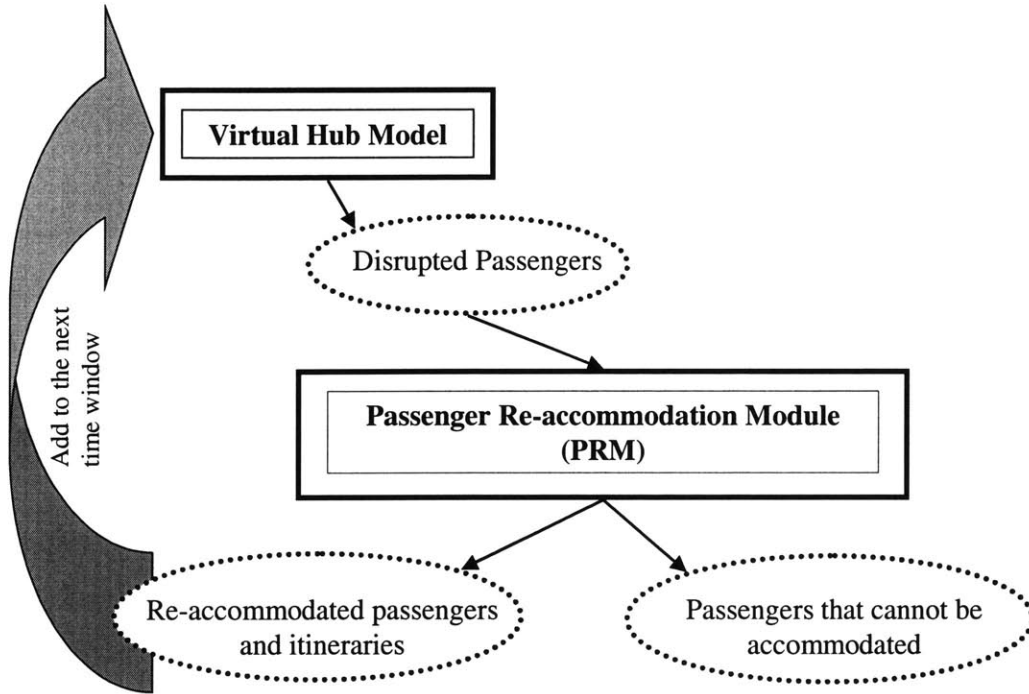 Virtual Hub Model
Disrupted Passengers
Add to the next
time window
Passenger Re-accommodation Module
(PRM)
Re-accommodated passengers
and itineraries
Passengers that cannot be
accommodated